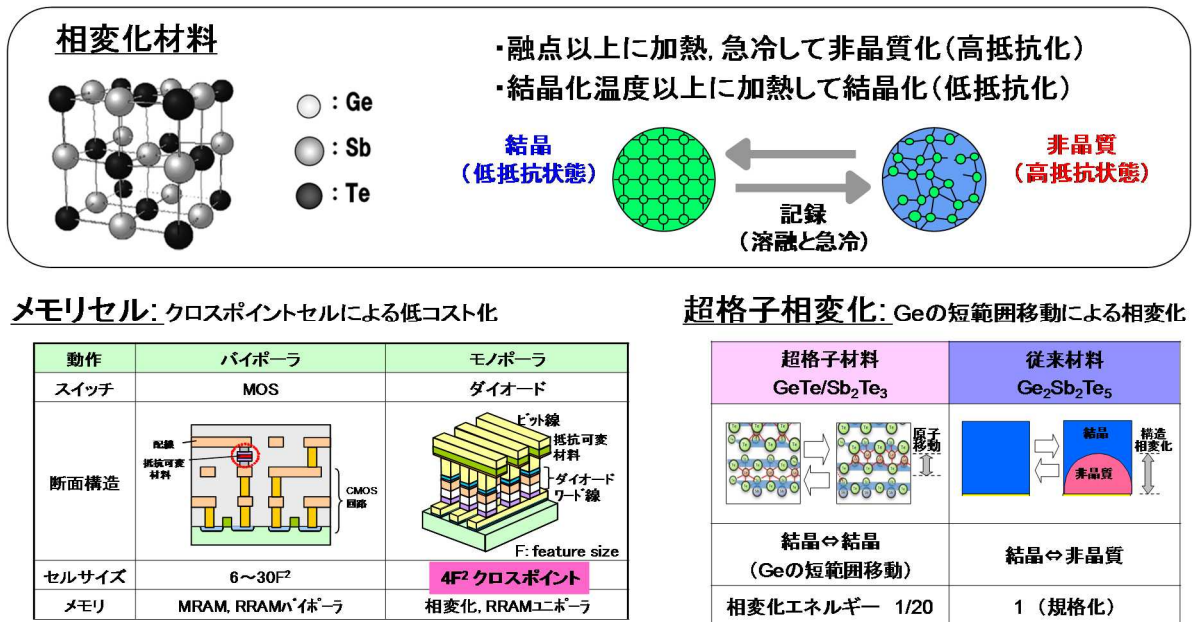 相変化材料
:Ge
:Sb
:Te
・融点以上に加熱, 急冷して非晶質化(高抵抗化)
・結晶化温度以上に加熱して結晶化(低抵抗化)
結晶
(低抵抗状態)
非晶質
(高抵抗状態)
記録
(溶融と急冷)
メモリセル: クロスポイントセルによる低コスト化
動作 バイポーラ モノポーラ
スイッチ MOS ダイオード
断面構造
配線
抵抗可変
材料
CMOS
回路
ビット線
抵抗可変
材料
ダイオード
ワード線
F: feature size
セルサイズ 6~30F² 4F² クロスポイント
メモリ MRAM, RRAMバイポーラ 相変化, RRAMユニポーラ
超格子相変化: Geの短範囲移動による相変化
超格子材料
GeTe/Sb₂Te₃
従来材料
Ge₂Sb₂Te₅
原子
移動
結晶
非晶質
構造
相変化
結晶⇔結晶
(Geの短範囲移動)
結晶⇔非晶質
相変化エネルギー 1/20
1 (規格化)